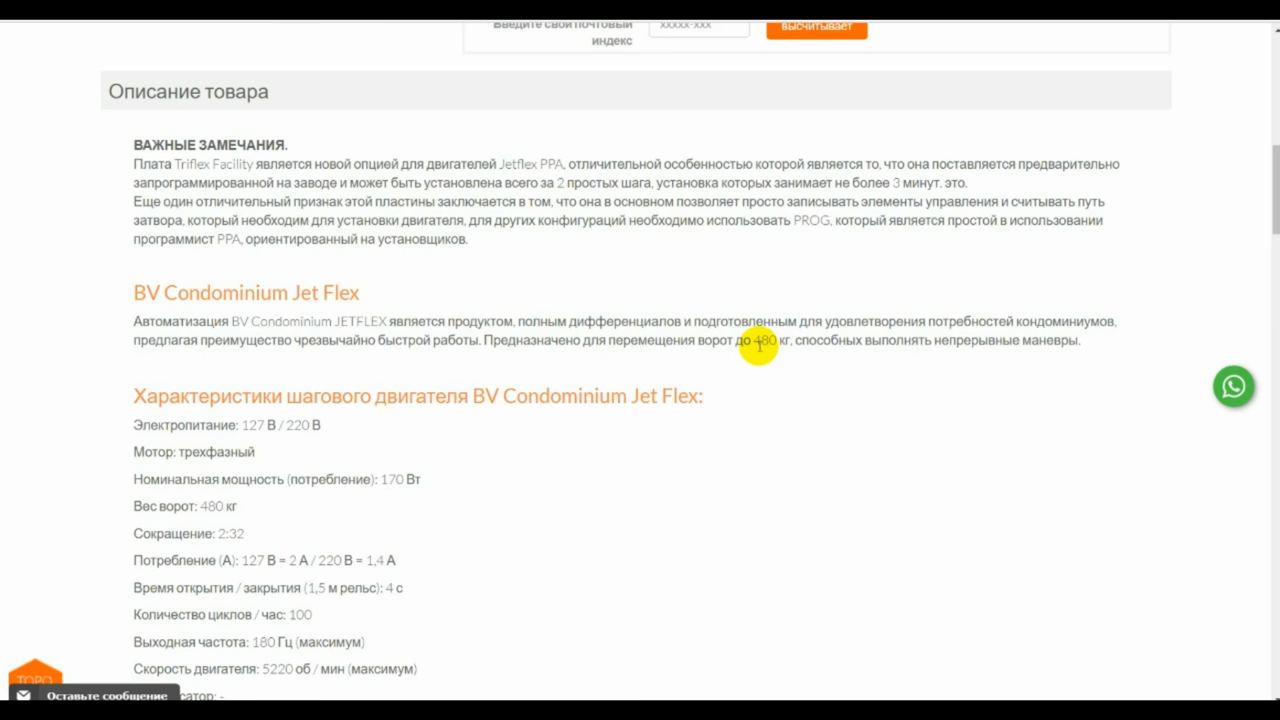 Введите свой почтовый
индекс
xxxxx-xxx
высчитывает
Описание товара
ВАЖНЫЕ ЗАМЕЧАНИЯ.
Плата Triflex Facility является новой опцией для двигателей Jetflex PPA, отличительной особенностью которой является то, что она поставляется предварительно
запрограммированной на заводе и может быть установлена всего за 2 простых шага, установка которых занимает не более 3 минут. это.
Еще один отличительный признак этой пластины заключается в том, что она в основном позволяет просто записывать элементы управления и считывать путь
затвора, который необходим для установки двигателя, для других конфигураций необходимо использовать PROG, который является простой в использовании
программист PPA, ориентированный на установщиков.
BV Condominium Jet Flex
Автоматизация BV Condominium JETFLEX является продуктом, полным дифференциалов и подготовленным для удовлетворения потребностей кондоминиумов,
предлагая преимущество чрезвычайно быстрой работы. Предназначено для перемещения ворот до 480 кг, способных выполнять непрерывные маневры.
Характеристики шагового двигателя BV Condominium Jet Flex:
Электропитание: 127 В / 220 В
Мотор: трехфазный
Номинальная мощность (потребление): 170 Вт
Вес ворот: 480 кг
Сокращение: 2:32
Потребление (А): 127 В = 2 А / 220 В = 1,4 А
Время открытия / закрытия (1,5 м рельс): 4 с
Количество циклов / час: 100
Выходная частота: 180 Гц (максимум)
Скорость двигателя: 5220 об / мин (максимум)
TOPO
Оставьте сообщение